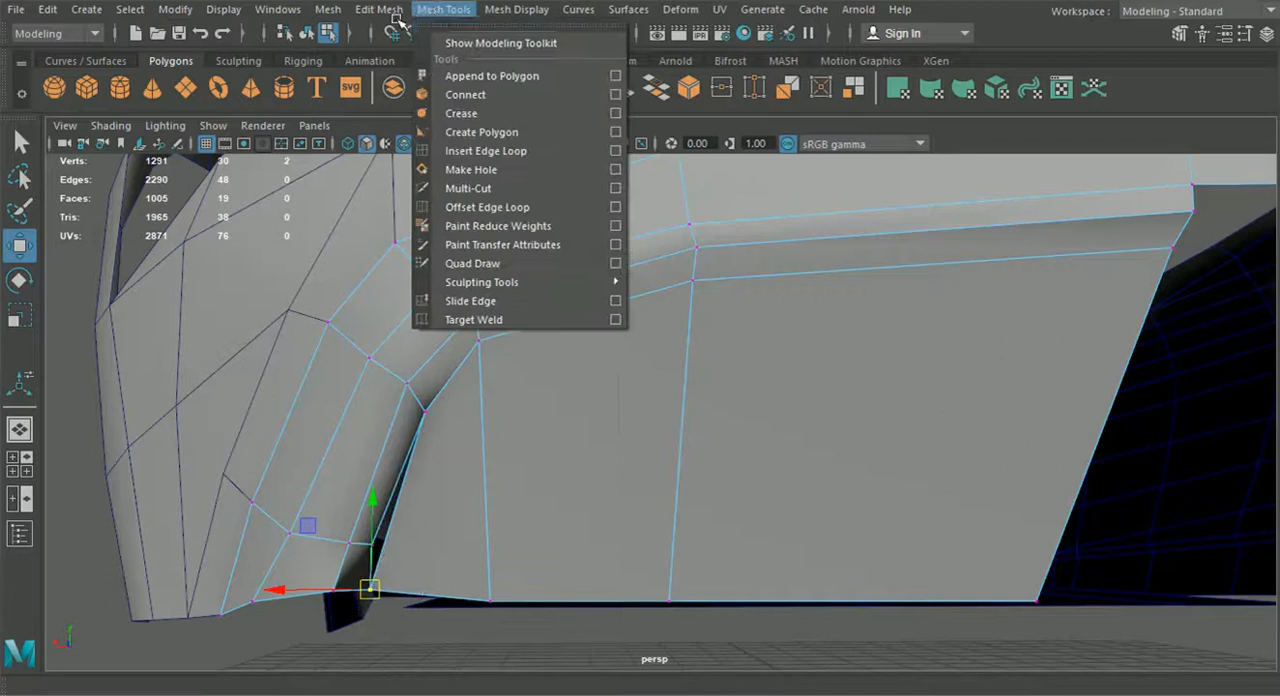 File Edit Create Select Modify Display Windows Mesh Edit Mesh Mesh Tools Mesh Display Curves Surfaces Deform UV Generate Cache Arnold Help Workspace: Modeling - Standard
Modeling Sign In
Curves / Surfaces Polygons Sculpting Rigging Animation Arnold Bifrost MASH Motion Graphics XGen
T SVG
View Shading Lighting Show Renderer Panels
0.00 1.00 sRGB gamma
Verts: 1291 30 2
Edges: 2290 48 0
Faces: 1005 19 0
Tris: 1965 38 0
UVs: 2871 76 0
Show Modeling Toolkit
Tools
Append to Polygon
Connect
Crease
Create Polygon
Insert Edge Loop
Make Hole
Multi-Cut
Offset Edge Loop
Paint Reduce Weights
Paint Transfer Attributes
Quad Draw
Sculpting Tools
Slide Edge
Target Weld
persp
M